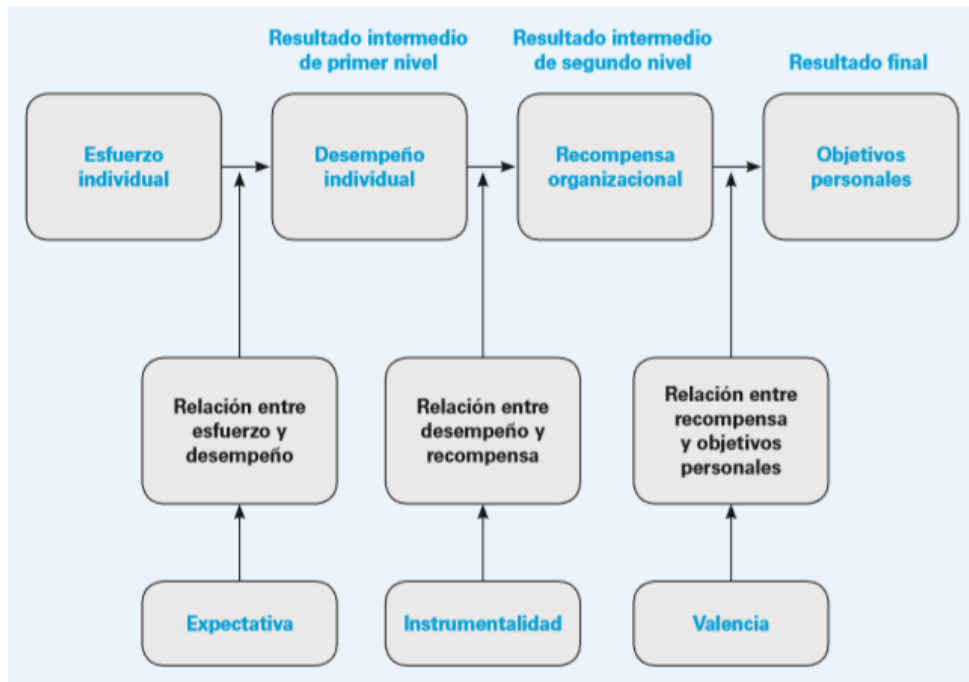 Resultado intermedio
de primer nivel
Resultado intermedio
de segundo nivel
Resultado final
Esfuerzo
individual
Desempeño
individual
Recompensa
organizacional
Objetivos
personales
Relación entre
esfuerzo y
desempeño
Relación entre
desempeño y
recompensa
Relación entre
recompensa
y objetivos
personales
Expectativa
Instrumentalidad
Valencia